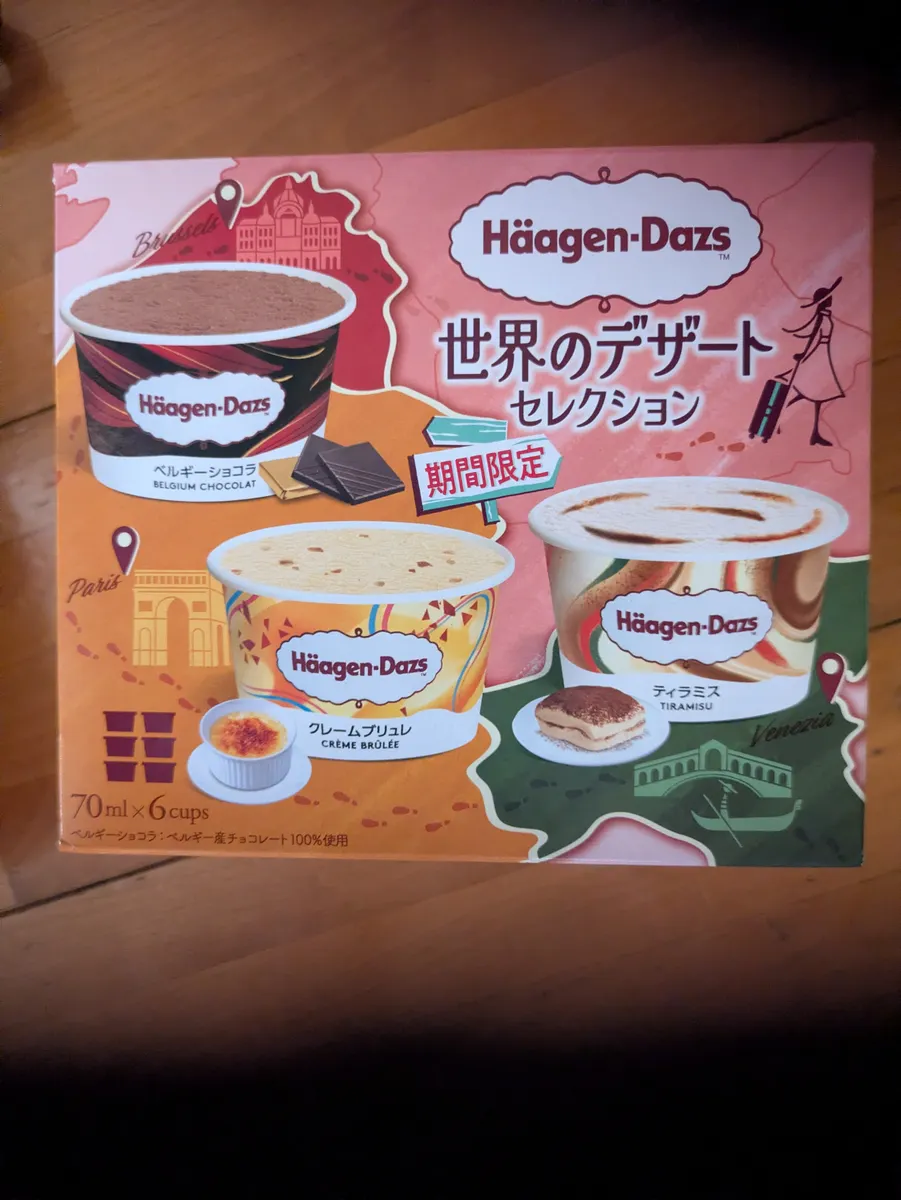 Häagen-Dazs
TM
世界のデザート
セレクション
期間限定
Brussels
Häagen-Dazs
ベルギーショコラ
BELGIUM CHOCOLAT
Paris
Häagen-Dazs
クレームブリュレ
CRÈME BRÛLÉE
Häagen-Dazs
ティラミス
TIRAMISU
Venezia
70ml×6cups
ベルギーショコラ:ベルギー産チョコレート100%使用